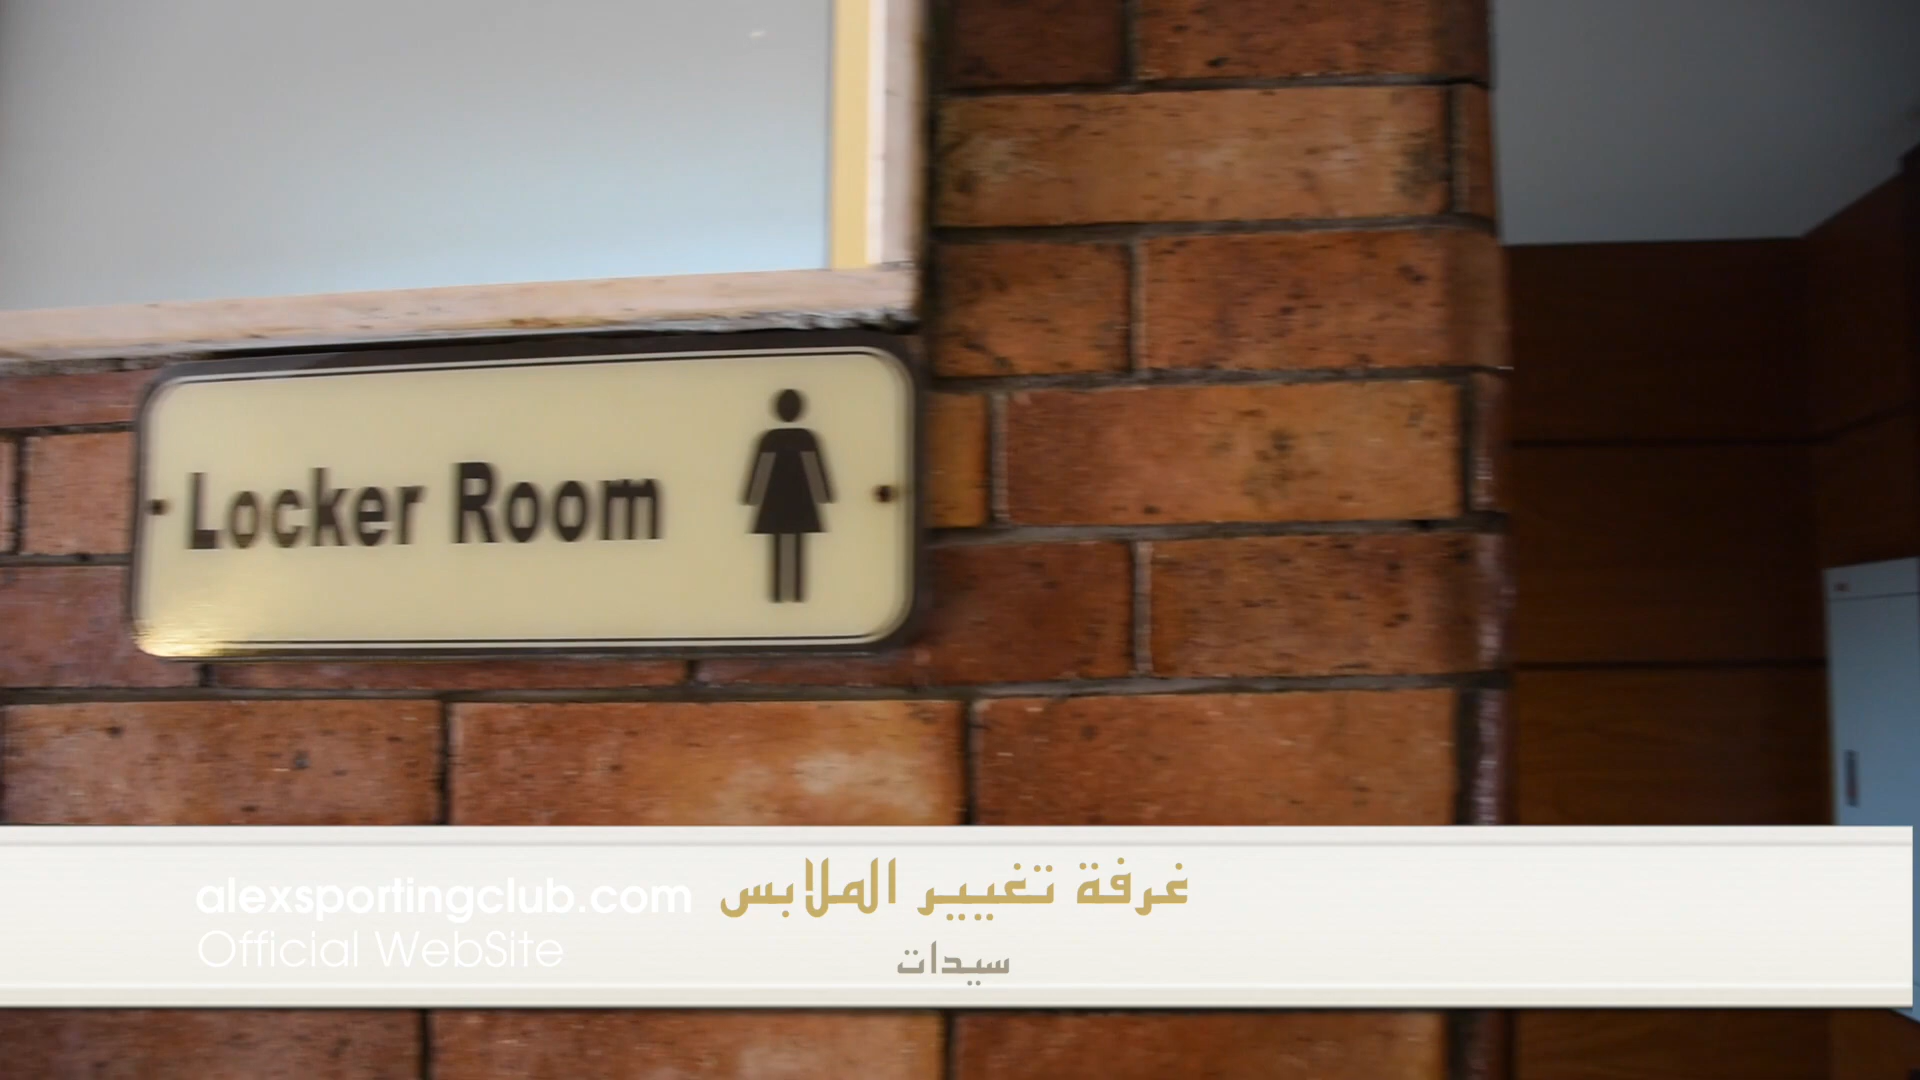 Locker Room
غرفة تغيير الملابس
سيدات
alexsportingclub.com
Official WebSite